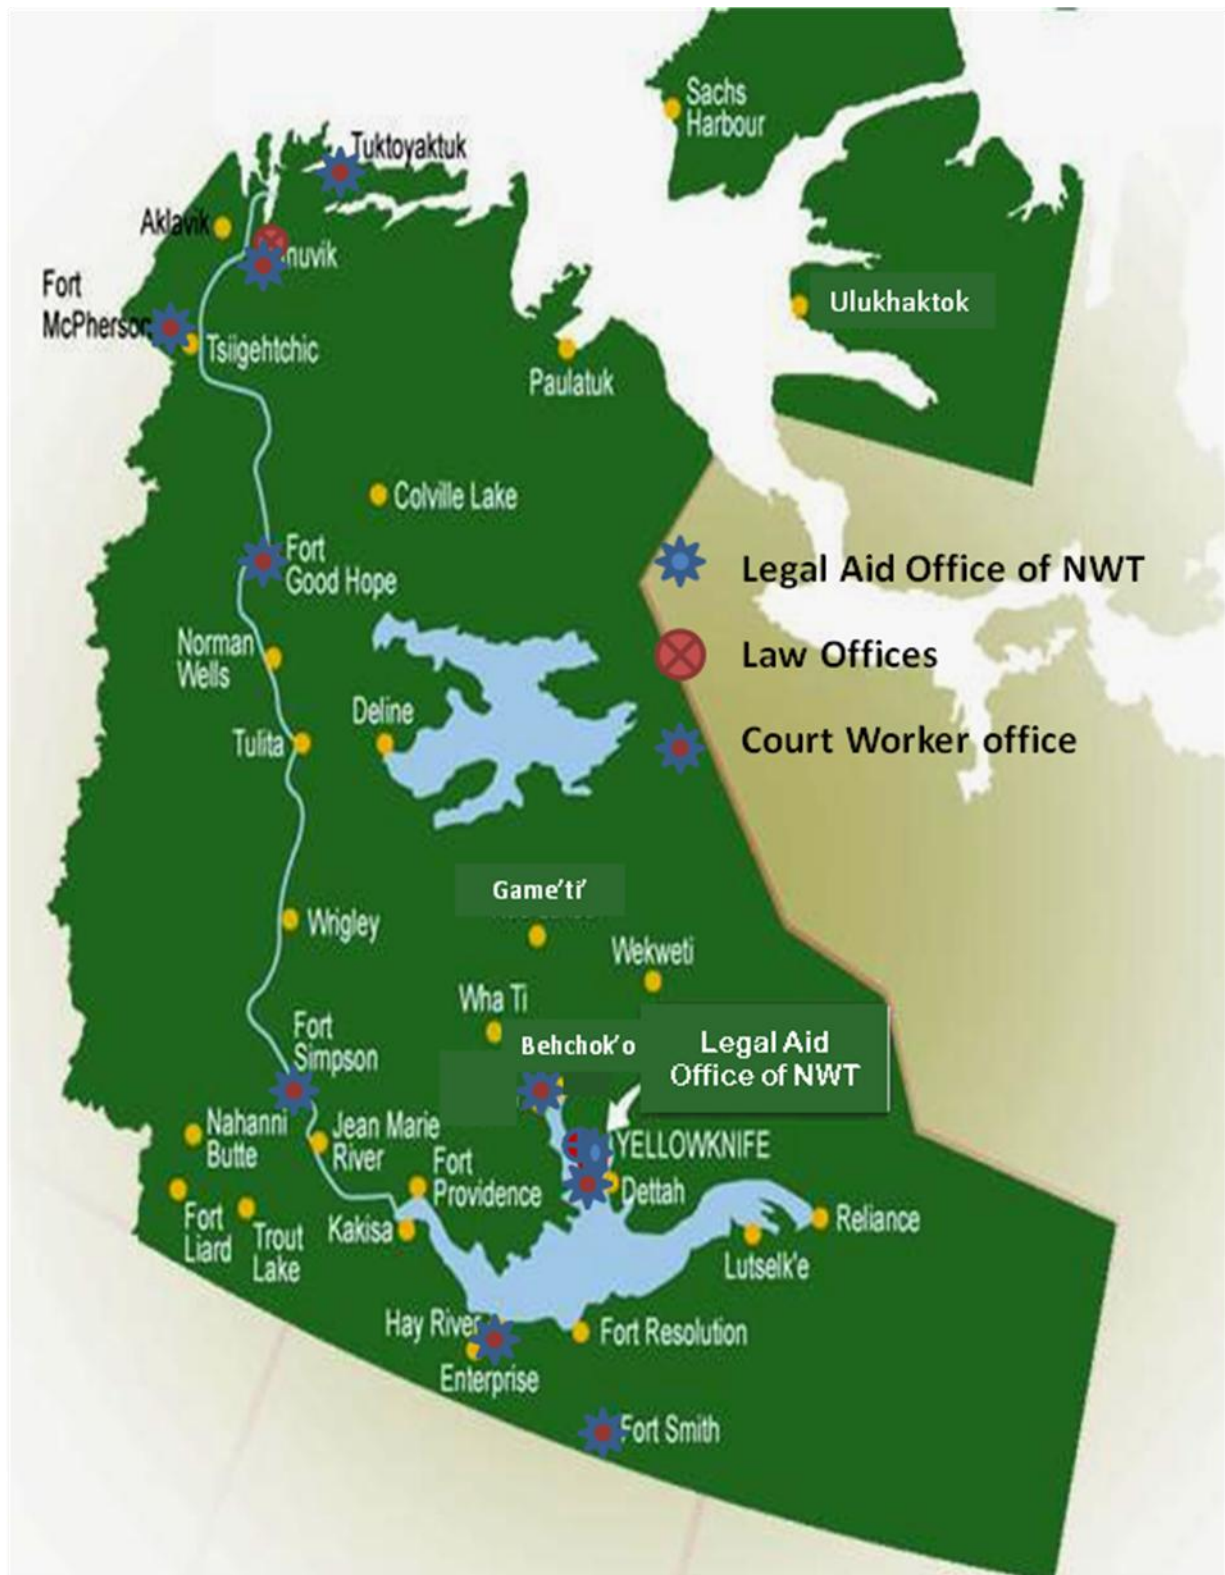 Sachs
Harbour
Tuktoyaktuk
Aklavik
nuvik
Fort
McPherson
Tsiigehtchic
Ulukhaktok
Paulatuk
Colville Lake
Fort
Good Hope
Legal Aid Office of NWT
Law Offices
Court Worker office
Norman
Wells
Deline
Tulita
Game'ti'
Wrigley
Wekweti
Wha Ti
Fort
Simpson
Behchok'o
Legal Aid
Office of NWT
Nahanni
Butte
Jean Marie
River
Fort
Providence
YELLOWKNIFE
Dettah
Fort
Liard
Trout
Lake
Kakisa
Reliance
Lutselk'e
Hay River
Fort Resolution
Enterprise
Fort Smith